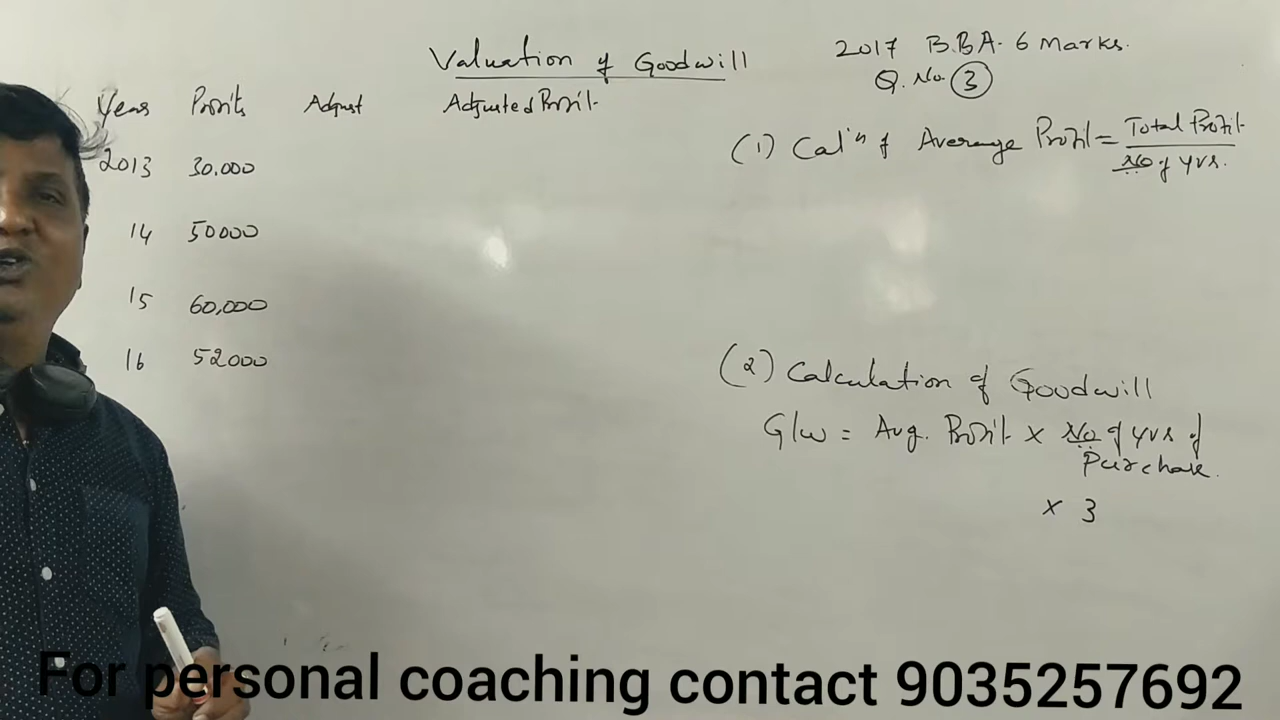 Valuation of Goodwill
2017 B.BA. 6 Marks.
Q. No. 3
Years Profits Adjust Adjusted Profit
2013 30.000
14 50000
15 60,000
16 52000
(1) Cal'n of Average Profit = Total Profit
No of yrs.
(2) Calculation of Goodwill
G/w = Avg. Profit x No of yrs of
Purchase.
x 3
For personal coaching contact 9035257692